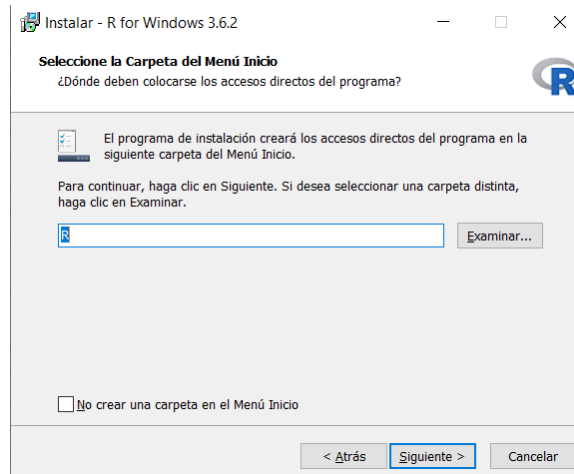 Instalar - R for Windows 3.6.2
Seleccione la Carpeta del Menú Inicio
¿Dónde deben colocarse los accesos directos del programa?
R
El programa de instalación creará los accesos directos del programa en la
siguiente carpeta del Menú Inicio.
Para continuar, haga clic en Siguiente. Si desea seleccionar una carpeta distinta,
haga clic en Examinar.
R
Examinar...
No crear una carpeta en el Menú Inicio
< Atrás
Siguiente >
Cancelar